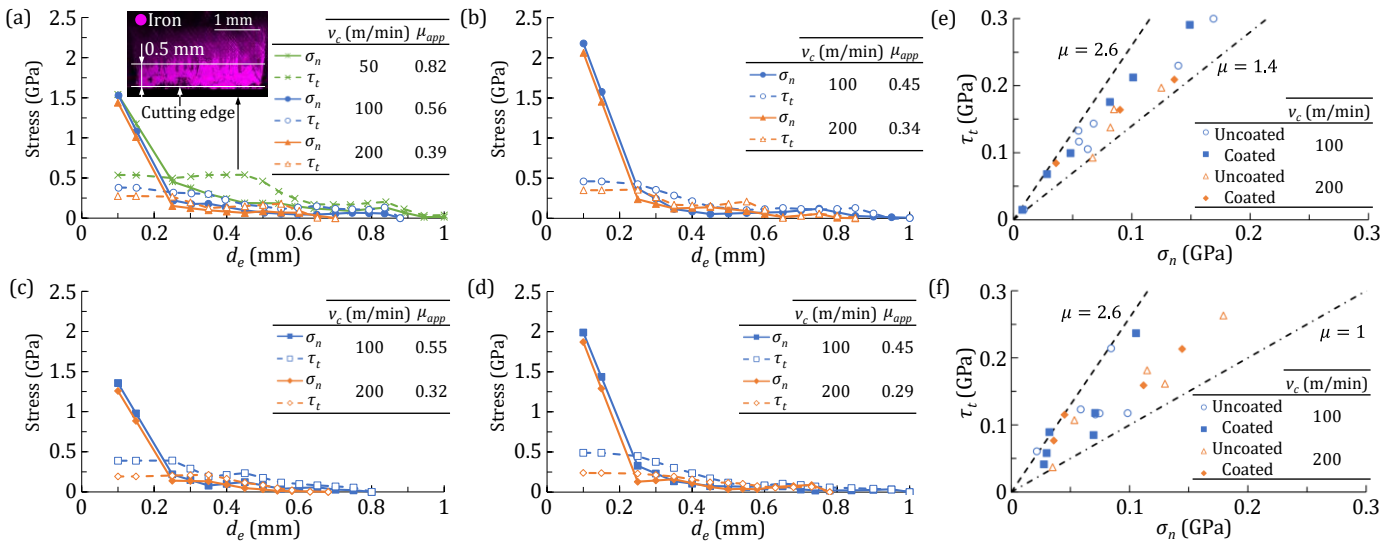 (a)
2.5
2
1.5
1
0.5
0
Stress (GPa)
0
0.2
0.4
0.6
0.8
1
d_e (mm)
Iron
1 mm
0.5 mm
Cutting edge
v_c (m/min) μ_app
σ_n
50 0.82
τ_t
σ_n
100 0.56
τ_t
σ_n
200 0.39
τ_t
(b)
2.5
2
1.5
1
0.5
0
Stress (GPa)
0
0.2
0.4
0.6
0.8
1
d_e (mm)
v_c (m/min) μ_app
σ_n
100 0.45
τ_t
σ_n
200 0.34
τ_t
(e)
0.3
0.2
0.1
0
τ_t (GPa)
0
0.1
0.2
0.3
σ_n (GPa)
μ = 2.6
μ = 1.4
v_c (m/min)
Uncoated
100
Coated
Uncoated
200
Coated
(c)
2.5
2
1.5
1
0.5
0
Stress (GPa)
0
0.2
0.4
0.6
0.8
1
d_e (mm)
v_c (m/min) μ_app
σ_n
100 0.55
τ_t
σ_n
200 0.32
τ_t
(d)
2.5
2
1.5
1
0.5
0
Stress (GPa)
0
0.2
0.4
0.6
0.8
1
d_e (mm)
v_c (m/min) μ_app
σ_n
100 0.45
τ_t
σ_n
200 0.29
τ_t
(f)
0.3
0.2
0.1
0
τ_t (GPa)
0
0.1
0.2
0.3
σ_n (GPa)
μ = 2.6
μ = 1
v_c (m/min)
Uncoated
100
Coated
Uncoated
200
Coated